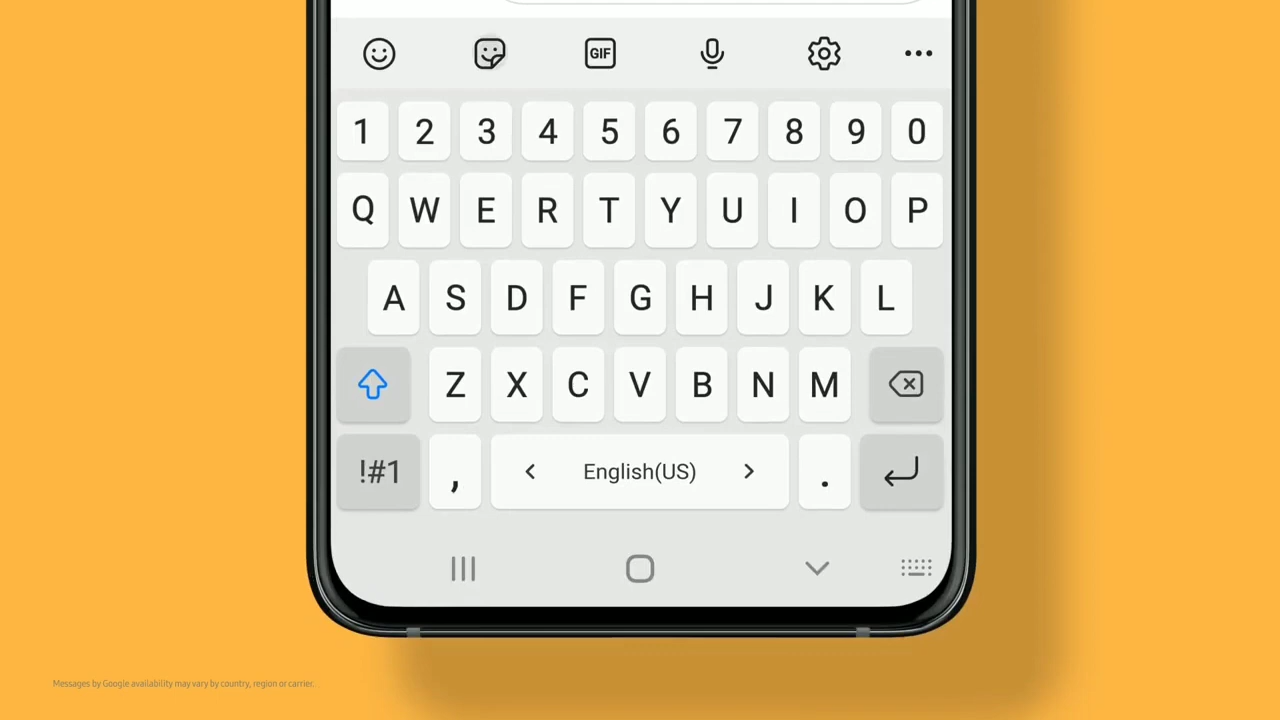 GIF
1 2 3 4 5 6 7 8 9 0
Q W E R T Y U I O P
A S D F G H J K L
Z X C V B N M
!#1 , < English(US) > .
Messages by Google availability may vary by country, region or carrier.